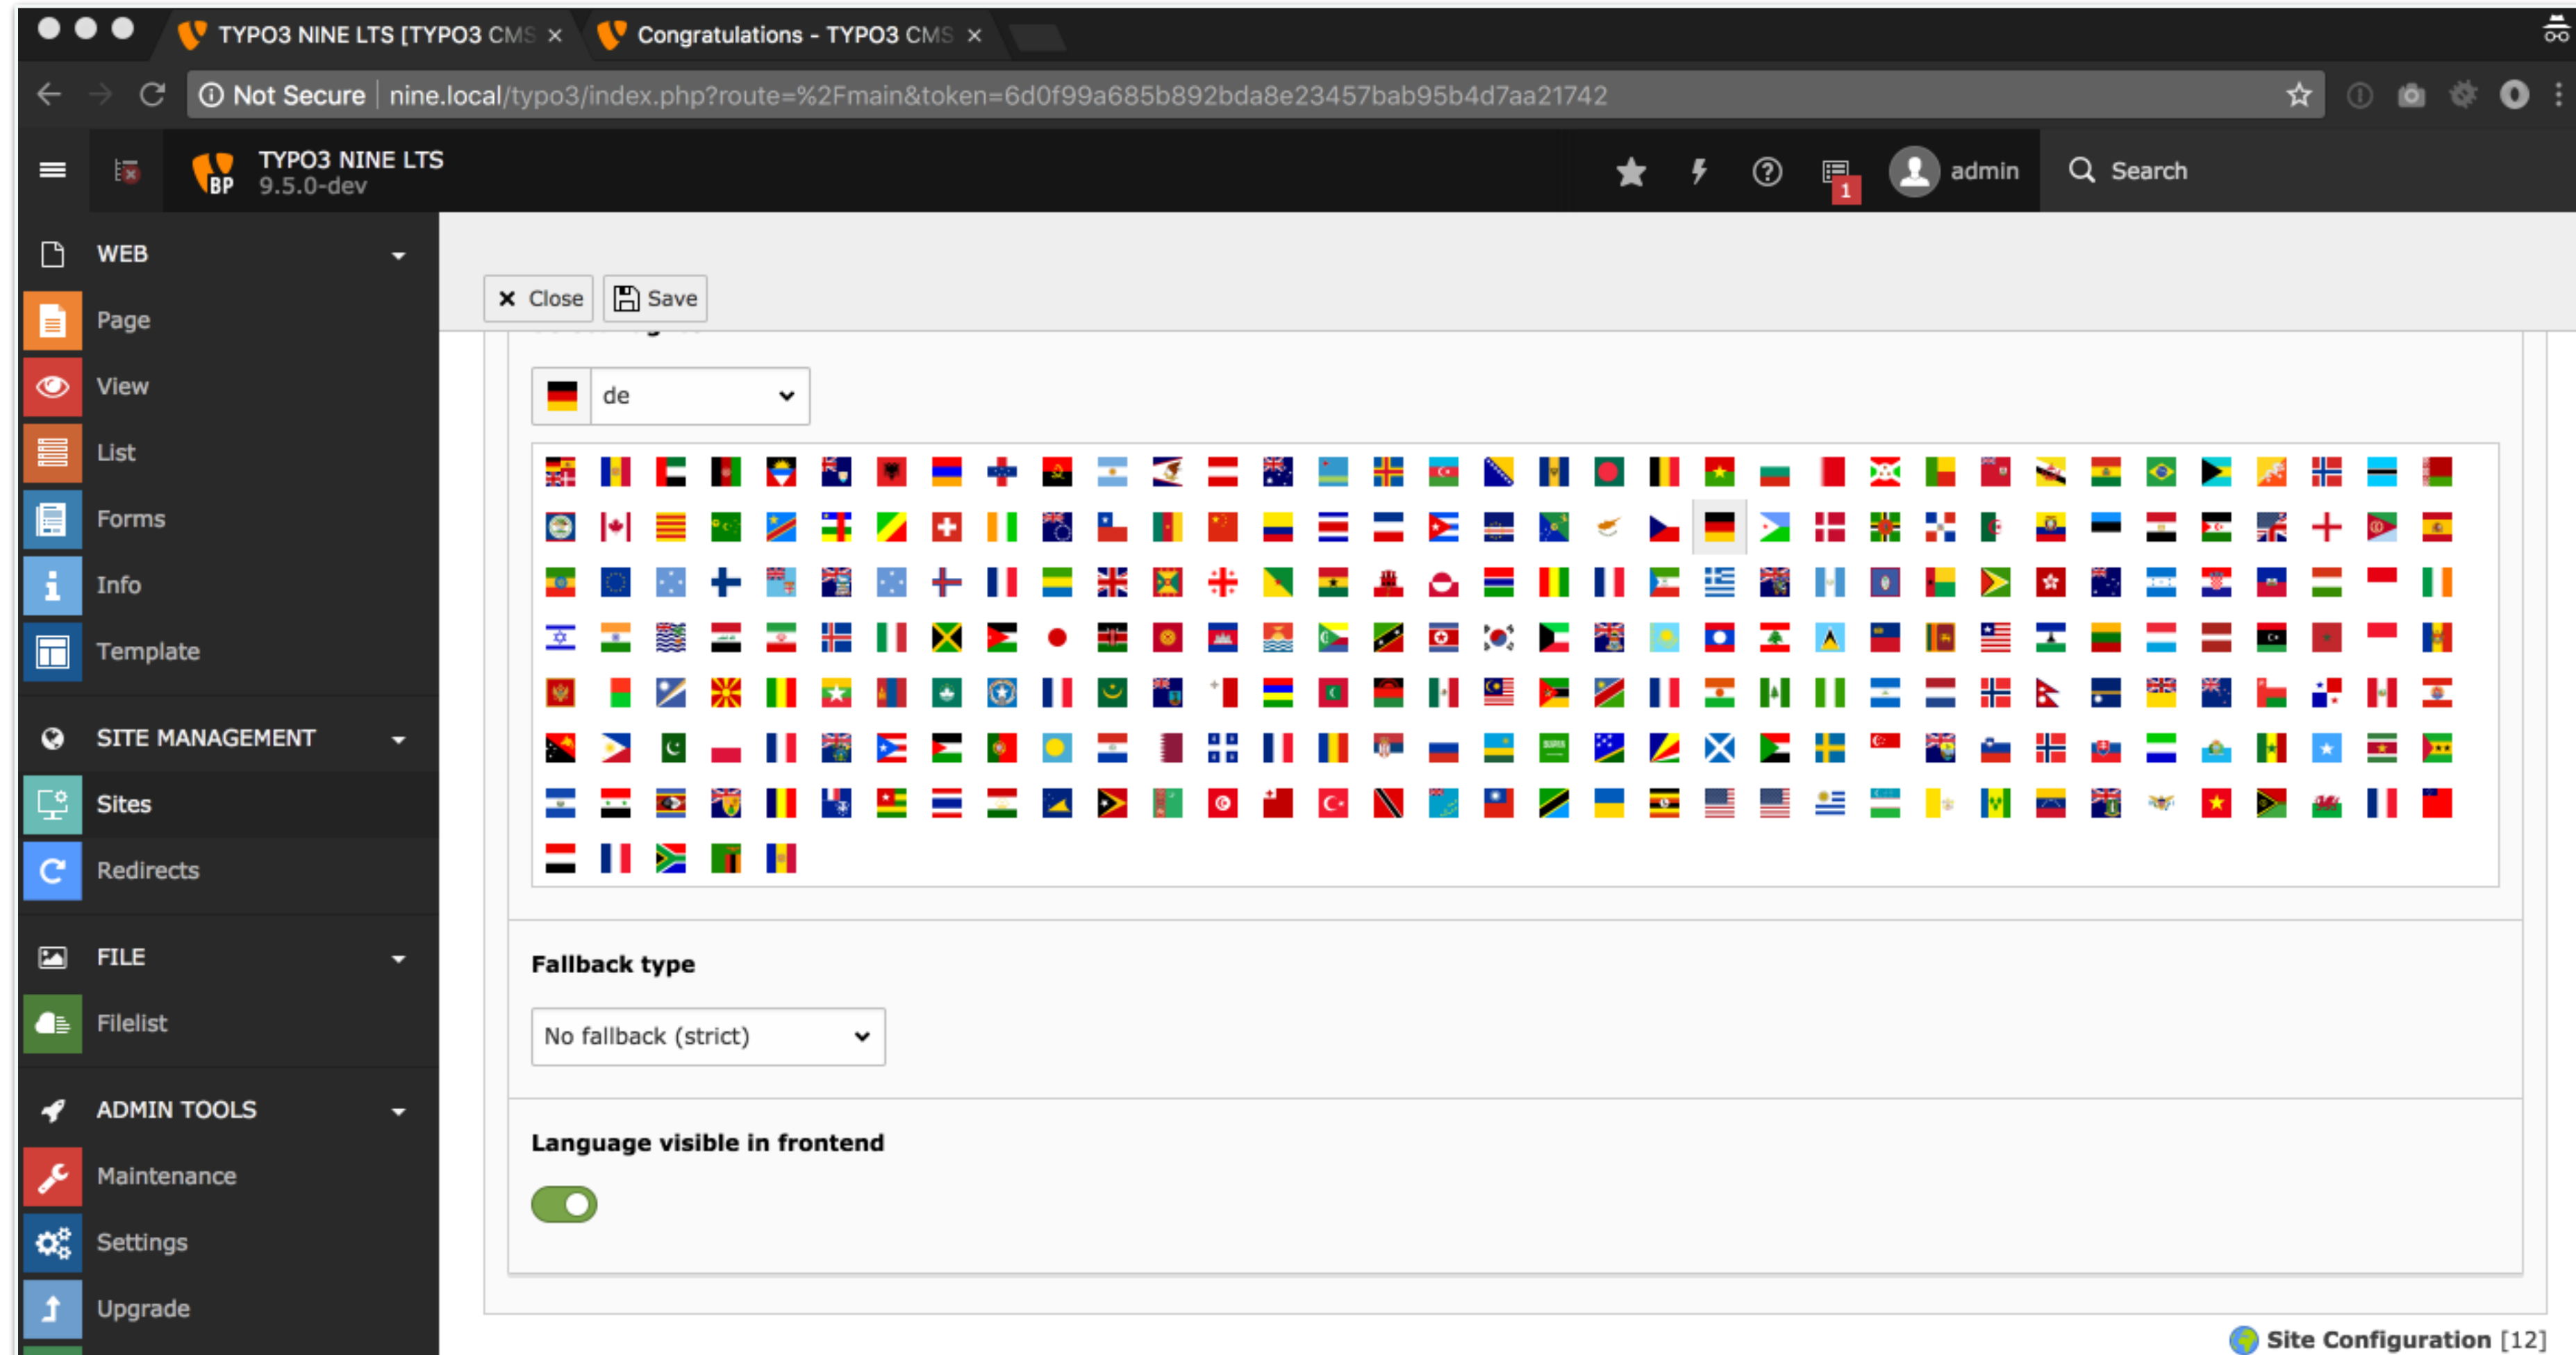 TYPO3 NINE LTS [TYPO3 CMS
Congratulations - TYPO3 CMS
Not Secure | nine.local/typo3/index.php?route=%2Fmain&token=6d0f99a685b892bda8e23457bab95b4d7aa21742
BP
TYPO3 NINE LTS
9.5.0-dev
1
admin
Search
WEB
Page
View
List
Forms
Info
Template
SITE MANAGEMENT
Sites
Redirects
FILE
Filelist
ADMIN TOOLS
Maintenance
Settings
Upgrade
Close
Save
de
Fallback type
No fallback (strict)
Language visible in frontend
Site Configuration [12]